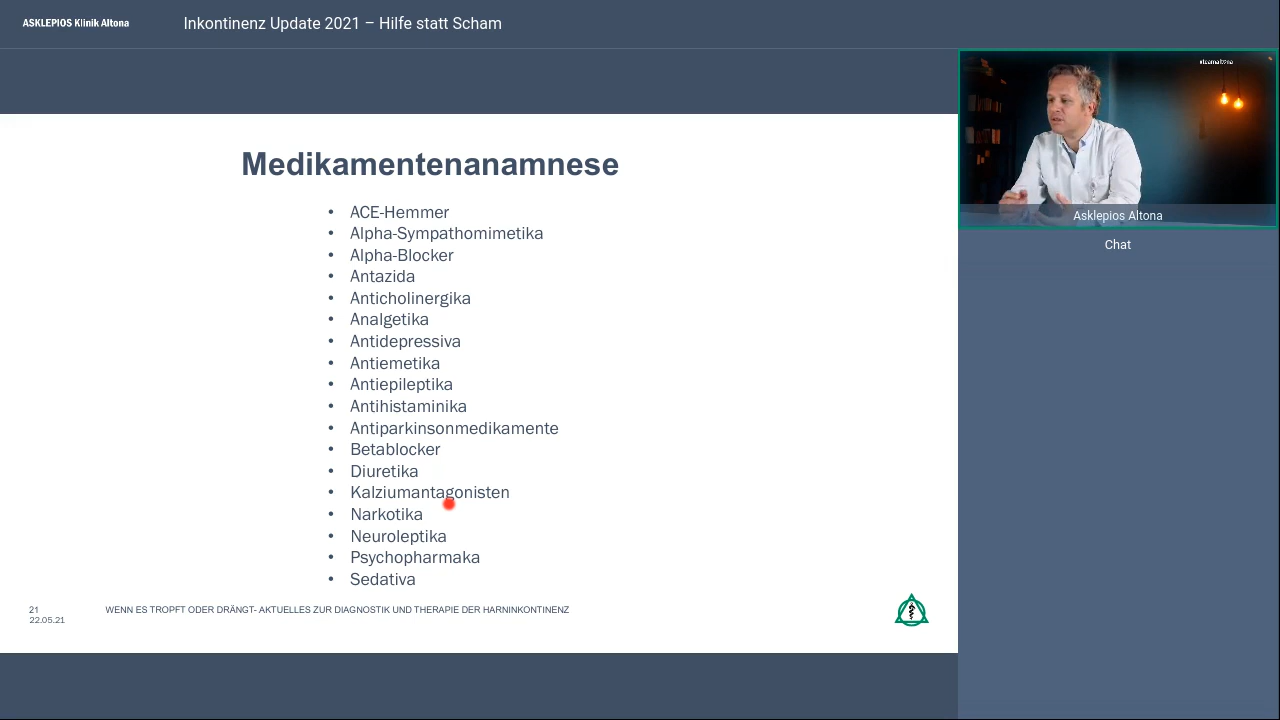 ASKLEPIOS Klinik Altona
Inkontinenz Update 2021 – Hilfe statt Scham
#teamaltona
Asklepios Altona
Chat
Medikamentenanamnese
• ACE-Hemmer
• Alpha-Sympathomimetika
• Alpha-Blocker
• Antazida
• Anticholinergika
• Analgetika
• Antidepressiva
• Antiemetika
• Antiepileptika
• Antihistaminika
• Antiparkinsonmedikamente
• Betablocker
• Diuretika
• Kalziumantagonisten
• Narkotika
• Neuroleptika
• Psychopharmaka
• Sedativa
21
22.05.21
WENN ES TROPFT ODER DRÄNGT- AKTUELLES ZUR DIAGNOSTIK UND THERAPIE DER HARNINKONTINENZ